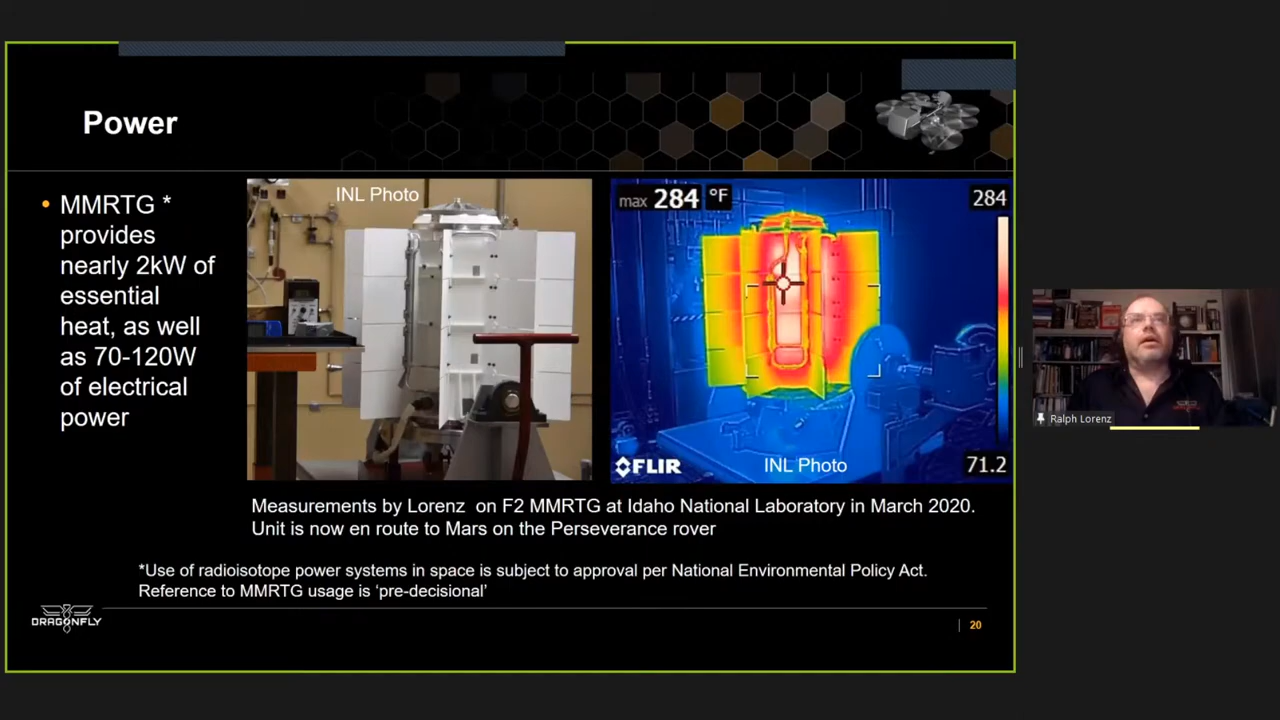 Power
• MMRTG *
provides
nearly 2kW of
essential
heat, as well
as 70-120W
of electrical
power
INL Photo
max 284 °F
284
FLIR
INL Photo
71.2
Measurements by Lorenz on F2 MMRTG at Idaho National Laboratory in March 2020.
Unit is now en route to Mars on the Perseverance rover
*Use of radioisotope power systems in space is subject to approval per National Environmental Policy Act.
Reference to MMRTG usage is ‘pre-decisional’
DRAGONFLY
20
Ralph Lorenz